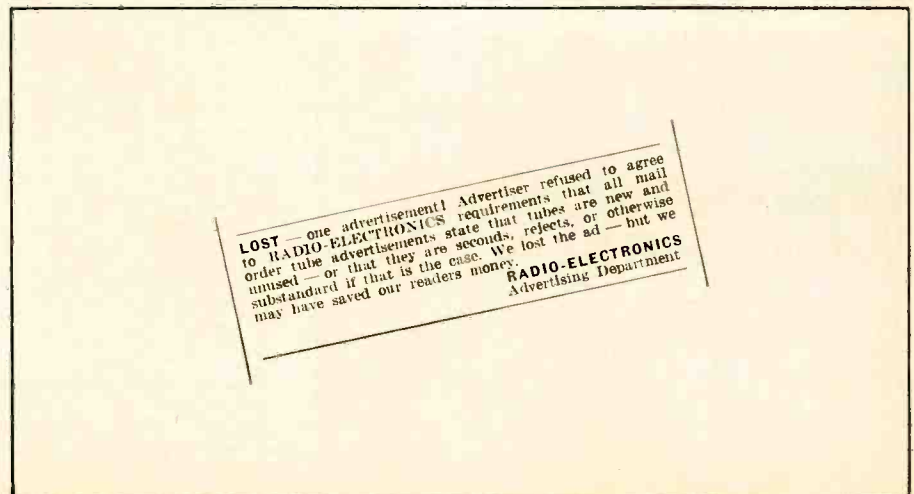 LOST — one advertisement! Advertiser refused to agree
to RADIO-ELECTRONICS requirements that all mail
order tube advertisements state that tubes are new and
unused — or that they are seconds, rejects, or otherwise
substandard if that is the case. We lost the ad — but we
may have saved our readers money.
RADIO-ELECTRONICS
Advertising Department